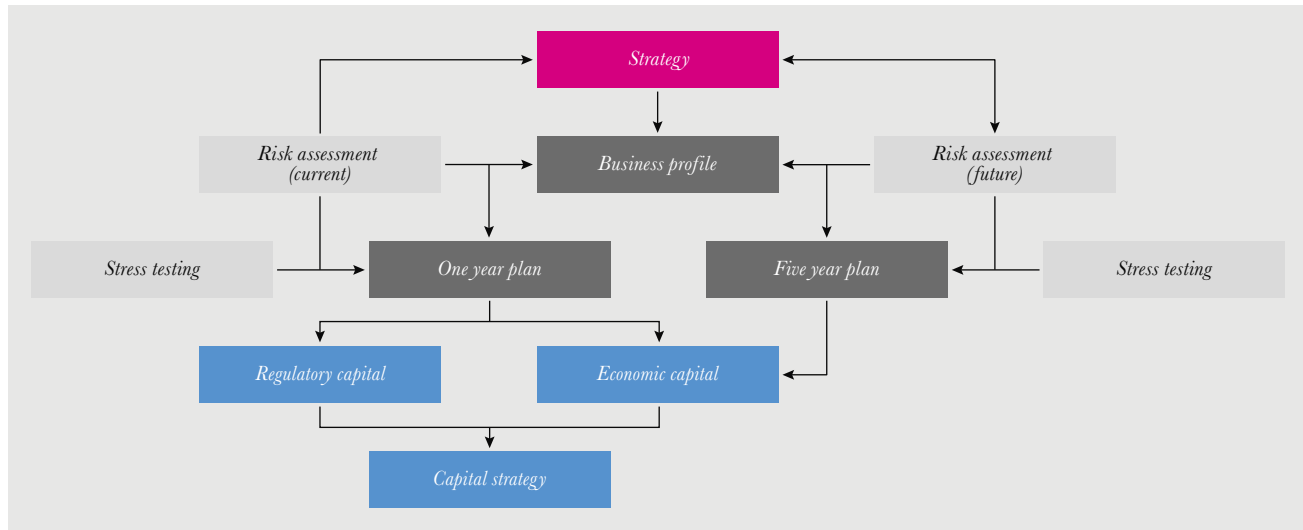 Strategy
Risk assessment
(current)
Business profile
Risk assessment
(future)
Stress testing
One year plan
Five year plan
Stress testing
Regulatory capital
Economic capital
Capital strategy